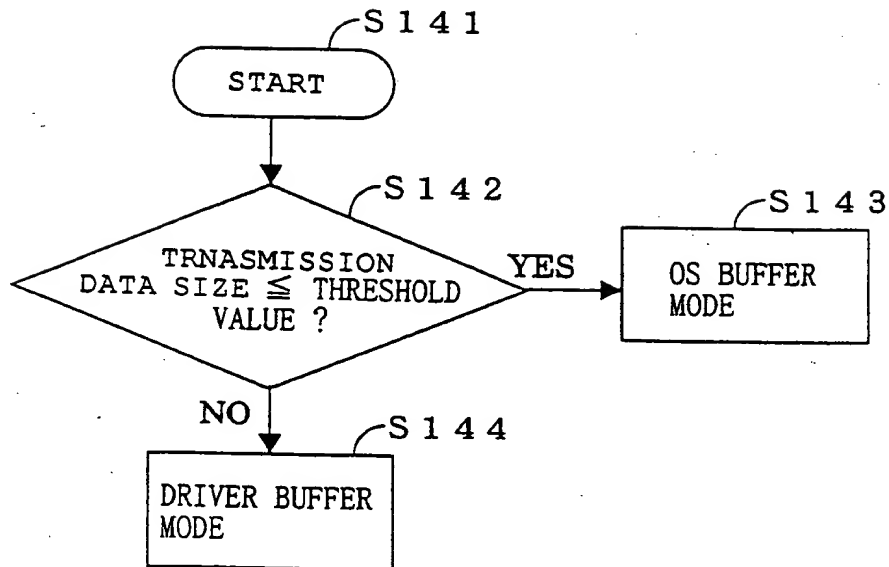 S141
START
S142
TRNASMISSION
DATA SIZE ≦ THRESHOLD
VALUE ?
YES
S143
OS BUFFER
MODE
NO
S144
DRIVER BUFFER
MODE